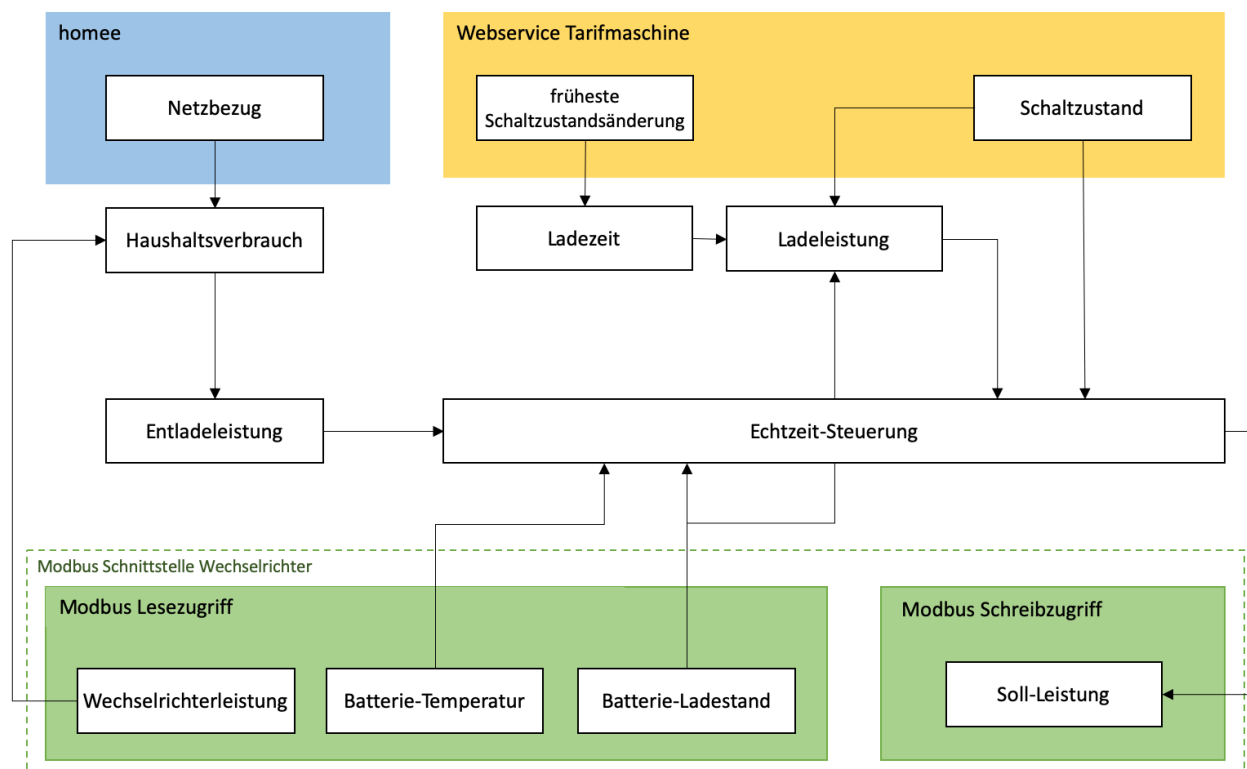 homee
Webservice Tarifmaschine
Netzbezug
früheste
Schaltzustandsänderung
Schaltzustand
Haushaltsverbrauch
Ladezeit
Ladeleistung
Entladeleistung
Echtzeit-Steuerung
Modbus Schnittstelle Wechselrichter
Modbus Lesezugriff
Modbus Schreibzugriff
Wechselrichterleistung
Batterie-Temperatur
Batterie-Ladestand
Soll-Leistung